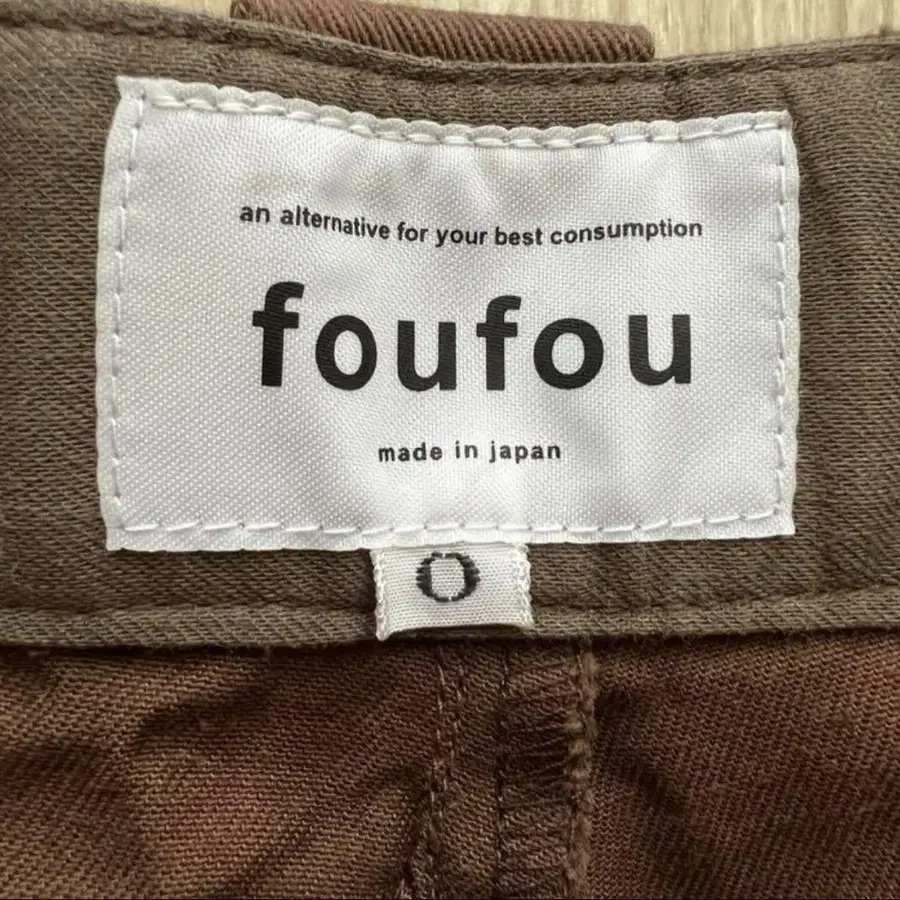 an alternative for your best consumption
foufou
made in japan
0